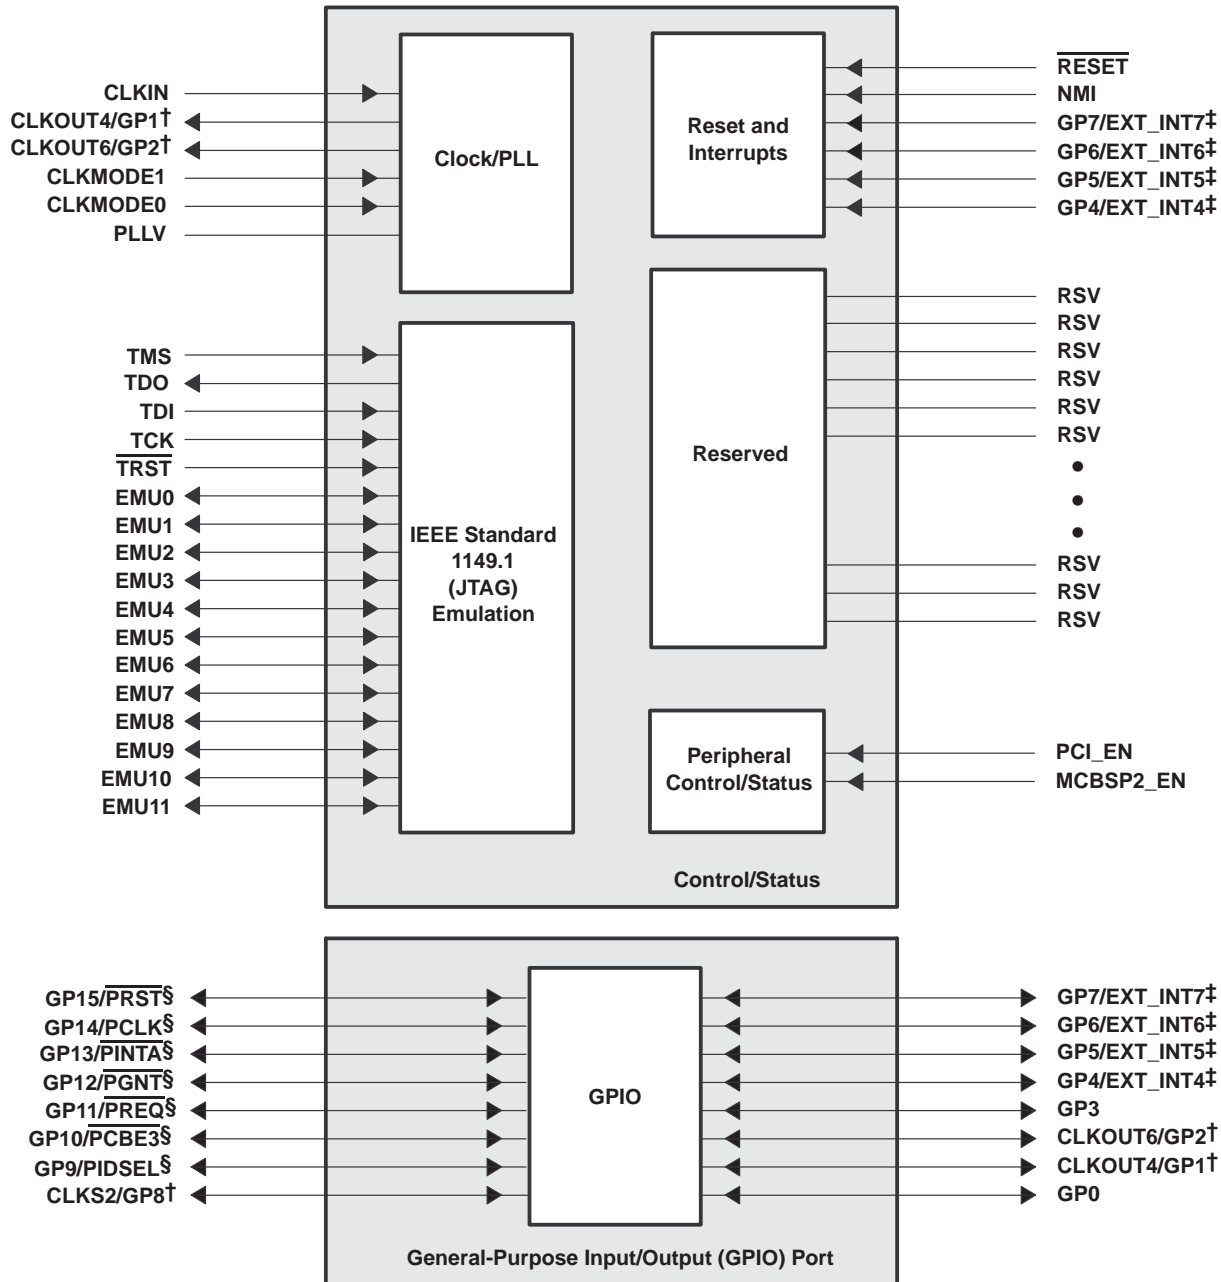 CLKIN
CLKOUT4/GP1†
CLKOUT6/GP2†
CLKMODE1
CLKMODE0
PLLV
Clock/PLL
Reset and
Interrupts
RESET
NMI
GP7/EXT_INT7‡
GP6/EXT_INT6‡
GP5/EXT_INT5‡
GP4/EXT_INT4‡
TMS
TDO
TDI
TCK
TRST
EMU0
EMU1
EMU2
EMU3
EMU4
EMU5
EMU6
EMU7
EMU8
EMU9
EMU10
EMU11
IEEE Standard
1149.1
(JTAG)
Emulation
Reserved
RSV
RSV
RSV
RSV
RSV
RSV
•
•
•
RSV
RSV
RSV
Peripheral
Control/Status
PCI_EN
MCBSP2_EN
Control/Status
GP15/PRST§
GP14/PCLK§
GP13/PINTA§
GP12/PGNT§
GP11/PREQ§
GP10/PCBE3§
GP9/PIDSEL§
CLKS2/GP8†
GPIO
GP7/EXT_INT7‡
GP6/EXT_INT6‡
GP5/EXT_INT5‡
GP4/EXT_INT4‡
GP3
CLKOUT6/GP2†
CLKOUT4/GP1†
GP0
General-Purpose Input/Output (GPIO) Port